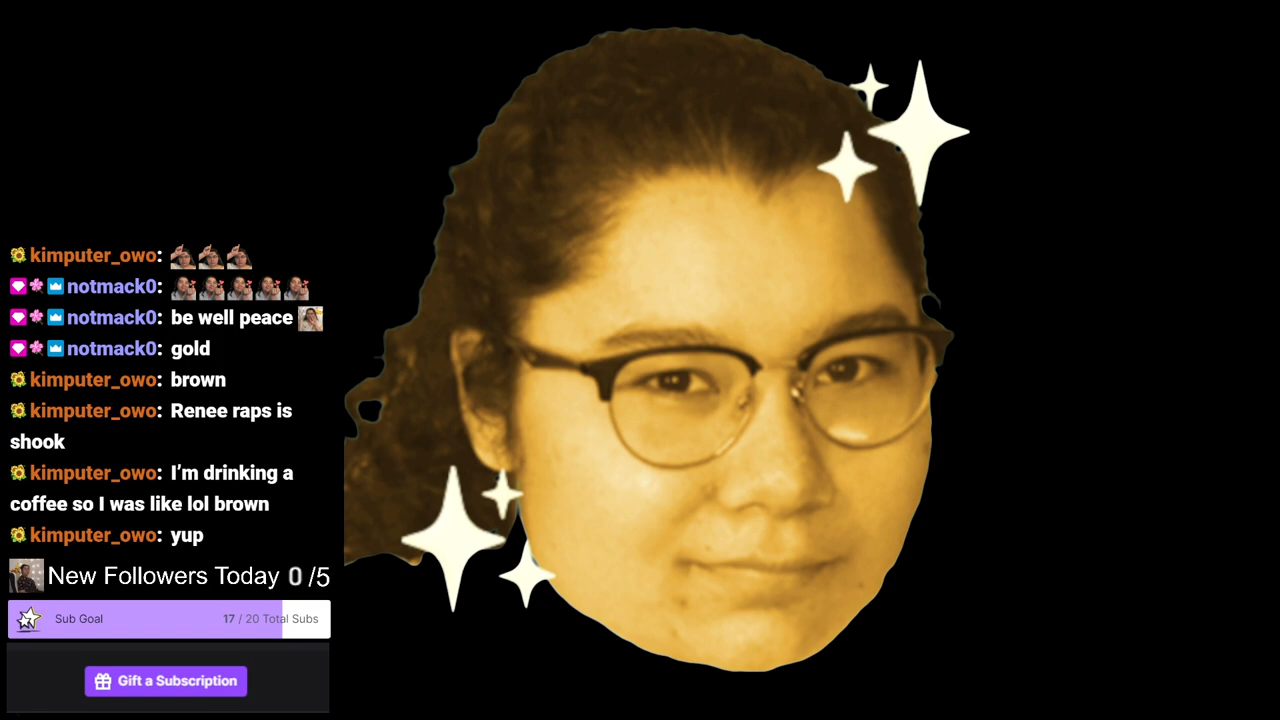 kimputer_owo:
notmack0:
notmack0: be well peace
notmack0: gold
kimputer_owo: brown
kimputer_owo: Renee raps is
shook
kimputer_owo: I’m drinking a
coffee so I was like lol brown
kimputer_owo: yup
New Followers Today 0 /5
Sub Goal 17 / 20 Total Subs
Gift a Subscription